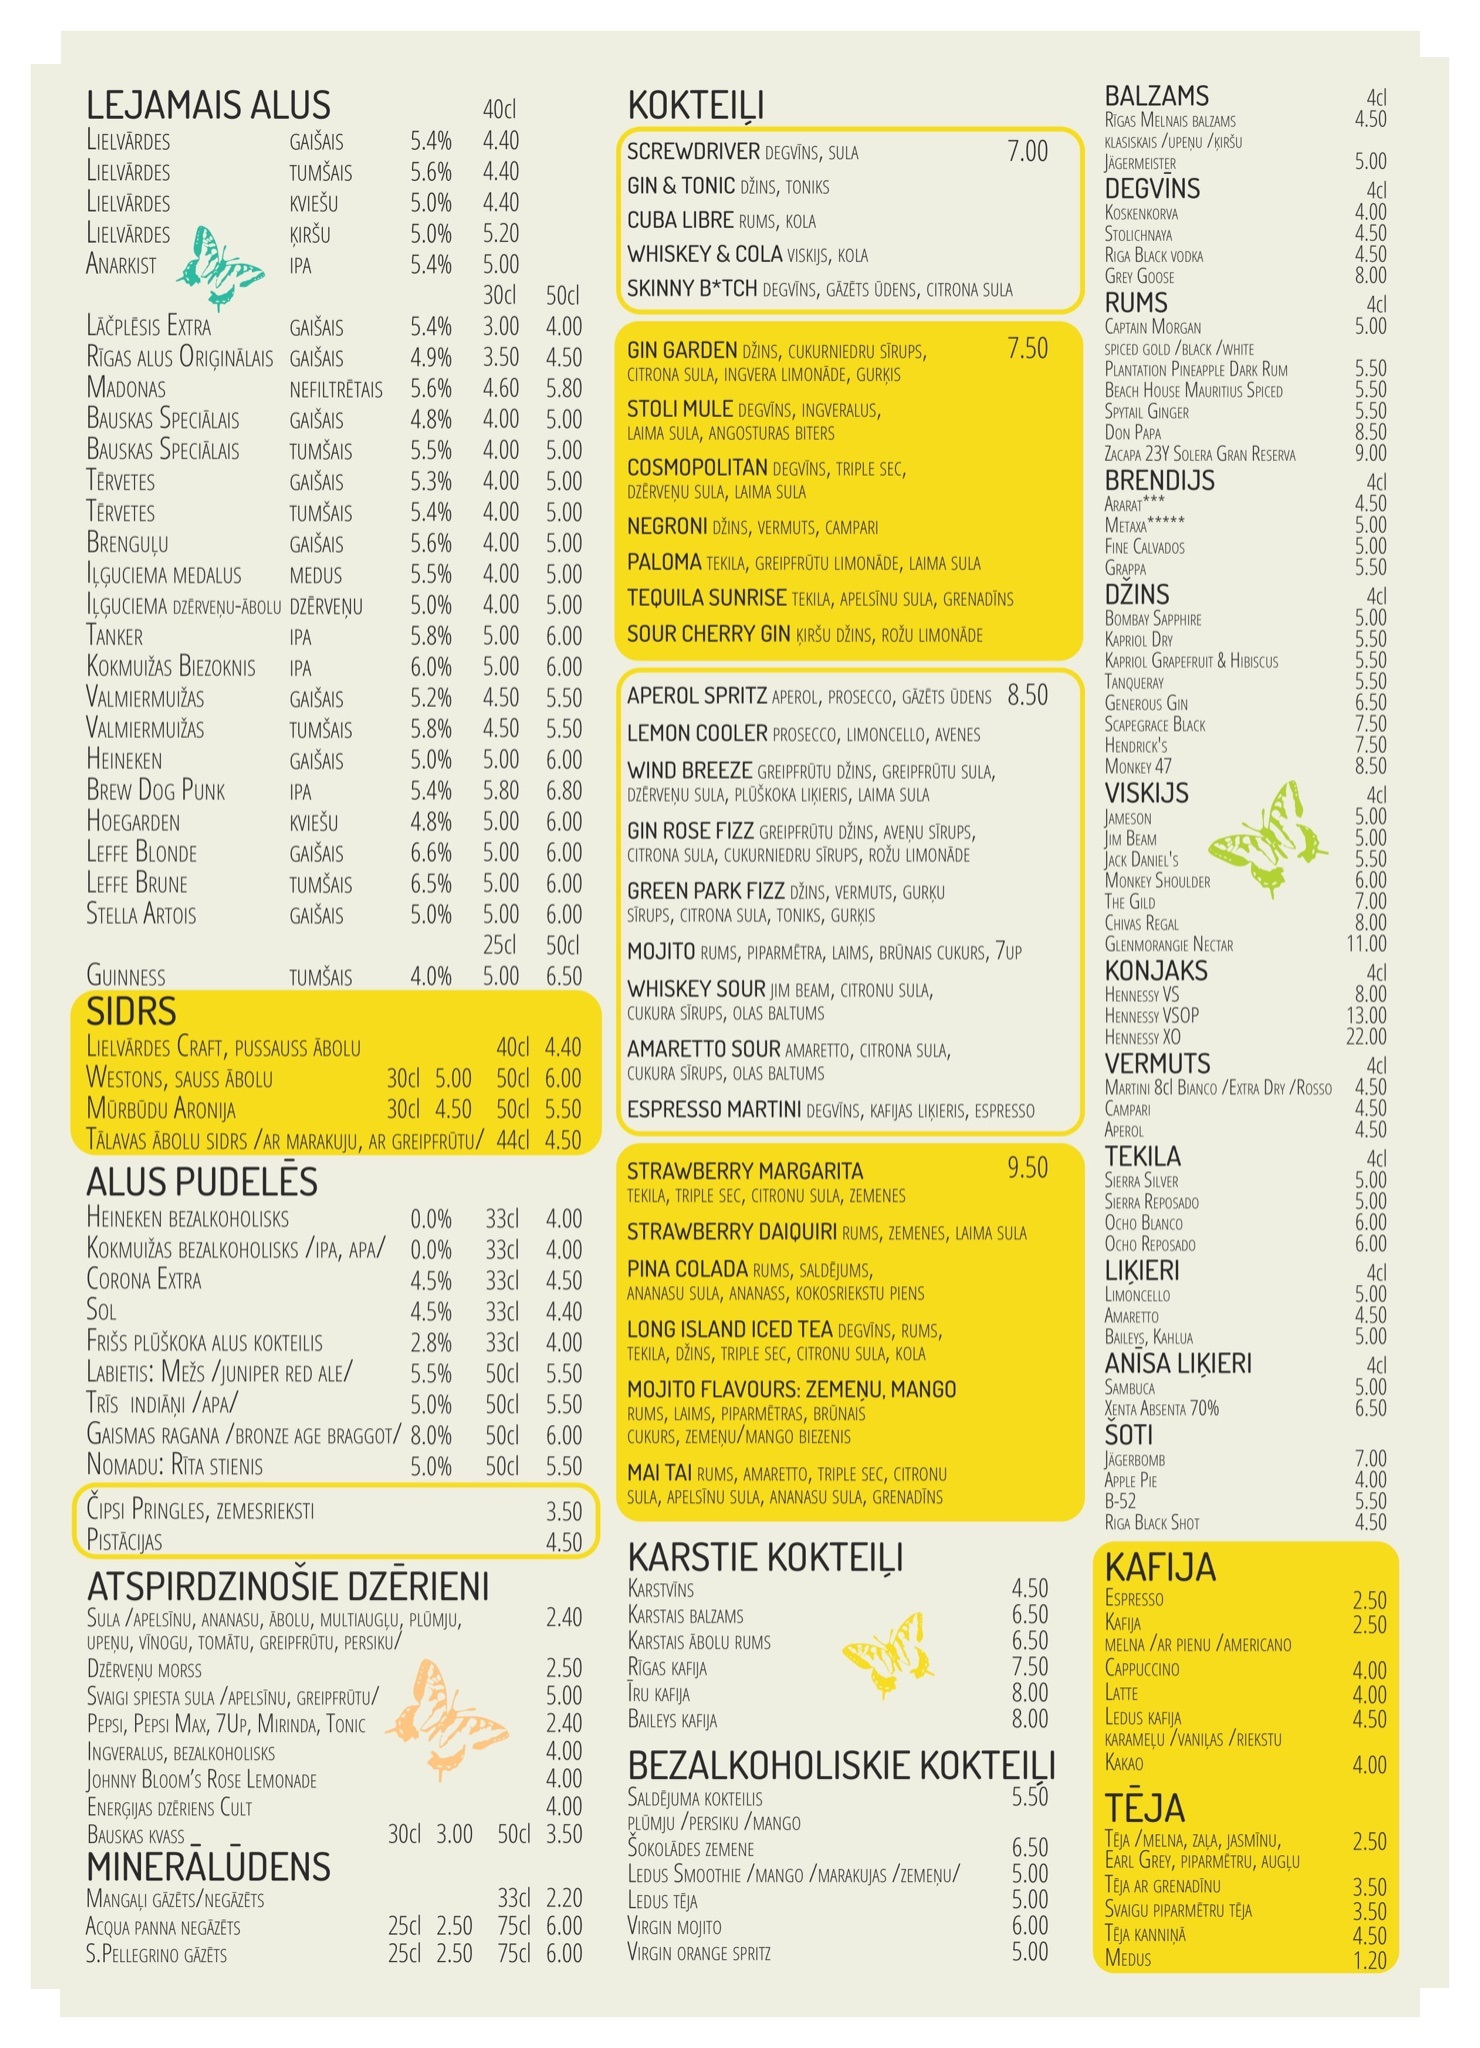 LEJAMAIS ALUS 40cl
Lielvārdes gaišais 5.4% 4.40
Lielvārdes tumšais 5.6% 4.40
Lielvārdes kviešu 5.0% 4.40
Lielvārdes ķiršu 5.0% 5.20
Anarkist IPA 5.4% 5.00
30cl 50cl
Lāčplēsis Extra gaišais 5.4% 3.00 4.00
Rīgas alus Oriģinālais gaišais 4.9% 3.50 4.50
Madonas nefiltrētais 5.6% 4.60 5.80
Bauskas Speciālais gaišais 4.8% 4.00 5.00
Bauskas Speciālais tumšais 5.5% 4.00 5.00
Tērvetes gaišais 5.3% 4.00 5.00
Tērvetes tumšais 5.4% 4.00 5.00
Brenguļu gaišais 5.6% 4.00 5.00
Iļģuciema medalus medus 5.5% 4.00 5.00
Iļģuciema dzērveņu-ābolu dzērveņu 5.0% 4.00 5.00
Tanker IPA 5.8% 5.00 6.00
Kokmuižas Biezoknis IPA 6.0% 5.00 6.00
Valmiermuižas gaišais 5.2% 4.50 5.50
Valmiermuižas tumšais 5.8% 4.50 5.50
Heineken gaišais 5.0% 5.00 6.00
Brew Dog Punk IPA 5.4% 5.80 6.80
Hoegarden kviešu 4.8% 5.00 6.00
Leffe Blonde gaišais 6.6% 5.00 6.00
Leffe Brune tumšais 6.5% 5.00 6.00
Stella Artois gaišais 5.0% 5.00 6.00
25cl 50cl
Guinness tumšais 4.0% 5.00 6.50
SIDRS
Lielvārdes Craft, pussauss ābolu 40cl 4.40
Westons, sauss ābolu 30cl 5.00 50cl 6.00
Mūrbūdu Aronija 30cl 4.50 50cl 5.50
Tālavas ābolu sidrs /ar marakuju, ar greipfrūtu/ 44cl 4.50
ALUS PUDELĒS
Heineken bezalkoholisks 0.0% 33cl 4.00
Kokmuižas bezalkoholisks /ipa, apa/ 0.0% 33cl 4.00
Corona Extra 4.5% 33cl 4.50
Sol 4.5% 33cl 4.40
Frišs plūškoka alus kokteilis 2.8% 33cl 4.00
Labietis: Mežs /juniper red ale/ 5.5% 50cl 5.50
Trīs indiāņi /apa/ 5.0% 50cl 5.50
Gaismas ragana /bronze age braggot/ 8.0% 50cl 6.00
Nomadu: Rīta stienis 5.0% 50cl 5.50
Čipsi Pringles, zemesrieksti 3.50
Pistācijas 4.50
ATSPIRDZINOŠIE DZĒRIENI
Sula /apelsīnu, ananasu, ābolu, multiaugļu, plūmju, 2.40
upeņu, vīnogu, tomātu, greipfrūtu, persiku/
Dzērveņu morss 2.50
Svaigi spiesta sula /apelsīnu, greipfrūtu/ 5.00
Pepsi, Pepsi Max, 7Up, Mirinda, Tonic 2.40
Ingveralus, bezalkoholisks 4.00
Johnny Bloom's Rose Lemonade 4.00
Enerģijas dzēriens Cult 4.00
Bauskas kvass 30cl 3.00 50cl 3.50
MINERĀLŪDENS
Mangaļi gāzēts/negāzēts 33cl 2.20
Acqua panna negāzēts 25cl 2.50 75cl 6.00
S.Pellegrino gāzēts 25cl 2.50 75cl 6.00
KOKTEIĻI
SCREWDRIVER degvīns, sula 7.00
GIN & TONIC džins, toniks
CUBA LIBRE rums, kola
WHISKEY & COLA viskijs, kola
SKINNY B*TCH degvīns, gāzēts ūdens, citrona sula
GIN GARDEN džins, cukurniedru sīrups, 7.50
citrona sula, ingvera limonāde, gurķis
STOLI MULE degvīns, ingveralus,
laima sula, angosturas biters
COSMOPOLITAN degvīns, triple sec,
dzērveņu sula, laima sula
NEGRONI džins, vermuts, campari
PALOMA tekila, greipfrūtu limonāde, laima sula
TEQUILA SUNRISE tekila, apelsīnu sula, grenadīns
SOUR CHERRY GIN ķiršu džins, rožu limonāde
APEROL SPRITZ aperol, prosecco, gāzēts ūdens 8.50
LEMON COOLER prosecco, limoncello, avenes
WIND BREEZE greipfrūtu džins, greipfrūtu sula,
dzērveņu sula, plūškoka liķieris, laima sula
GIN ROSE FIZZ greipfrūtu džins, aveņu sīrups,
citrona sula, cukurniedru sīrups, rožu limonāde
GREEN PARK FIZZ džins, vermuts, gurķu
sīrups, citrona sula, toniks, gurķis
MOJITO rums, piparmētra, laims, brūnais cukurs, 7up
WHISKEY SOUR jim beam, citronu sula,
cukura sīrups, olas baltums
AMARETTO SOUR amaretto, citrona sula,
cukura sīrups, olas baltums
ESPRESSO MARTINI degvīns, kafijas liķieris, espresso
STRAWBERRY MARGARITA 9.50
tekila, triple sec, citronu sula, zemenes
STRAWBERRY DAIQUIRI rums, zemenes, laima sula
PINA COLADA rums, saldējums,
ananasu sula, ananass, kokosriekstu piens
LONG ISLAND ICED TEA degvīns, rums,
tekila, džins, triple sec, citronu sula, kola
MOJITO FLAVOURS: ZEMEŅU, MANGO
rums, laims, piparmētras, brūnais
cukurs, zemeņu/mango biezenis
MAI TAI rums, amaretto, triple sec, citronu
sula, apelsīnu sula, ananasu sula, grenadīns
KARSTIE KOKTEIĻI
Karstvīns 4.50
Karstais balzams 6.50
Karstais ābolu rums 6.50
Rīgas kafija 7.50
Īru kafija 8.00
Baileys kafija 8.00
BEZALKOHOLISKIE KOKTEIĻI
Saldējuma kokteilis 5.50
plūmju /persiku /mango
Šokolādes zemene 6.50
Ledus Smoothie /mango /marakujas /zemeņu/ 5.00
Ledus tēja 5.00
Virgin mojito 6.00
Virgin orange spritz 5.00
BALZAMS 4cl
Rīgas Melnais balzams 4.50
klasiskais /upeņu /ķiršu
Jägermeister 5.00
DEGVĪNS 4cl
Koskenkorva 4.00
Stolichnaya 4.50
Riga Black vodka 4.50
Grey Goose 8.00
RUMS 4cl
Captain Morgan 5.00
spiced gold /black /white
Plantation Pineapple Dark Rum 5.50
Beach House Mauritius Spiced 5.50
Spytail Ginger 5.50
Don Papa 8.50
Zacapa 23Y Solera Gran Reserva 9.00
BRENDIJS 4cl
Ararat*** 4.50
Metaxa***** 5.00
Fine Calvados 5.00
Grappa 5.50
DŽINS 4cl
Bombay Sapphire 5.00
Kapriol Dry 5.50
Kapriol Grapefruit & Hibiscus 5.50
Tanqueray 5.50
Generous Gin 6.50
Scapegrace Black 7.50
Hendrick's 7.50
Monkey 47 8.50
VISKIJS 4cl
Jameson 5.00
Jim Beam 5.00
Jack Daniel's 5.50
Monkey Shoulder 6.00
The Gild 7.00
Chivas Regal 8.00
Glenmorangie Nectar 11.00
KONJAKS 4cl
Hennessy VS 8.00
Hennessy VSOP 13.00
Hennessy XO 22.00
VERMUTS 4cl
Martini 8cl Bianco /Extra Dry /Rosso 4.50
Campari 4.50
Aperol 4.50
TEKILA 4cl
Sierra Silver 5.00
Sierra Reposado 5.00
Ocho Blanco 6.00
Ocho Reposado 6.00
LIĶIERI 4cl
Limoncello 5.00
Amaretto 4.50
Baileys, Kahlua 5.00
ANĪSA LIĶIERI 4cl
Sambuca 5.00
Xenta Absenta 70% 6.50
ŠOTI
Jägerbomb 7.00
Apple Pie 4.00
B-52 5.50
Riga Black Shot 4.50
KAFIJA
Espresso 2.50
Kafija 2.50
melna /ar pienu /americano
Cappuccino 4.00
Latte 4.00
Ledus kafija 4.50
karameļu /vaniļas /riekstu
Kakao 4.00
TĒJA
Tēja /melna, zaļa, jasmīnu, 2.50
Earl Grey, piparmētru, augļu
Tēja ar grenadīnu 3.50
Svaigu piparmētru tēja 3.50
Tēja kanniņā 4.50
Medus 1.20